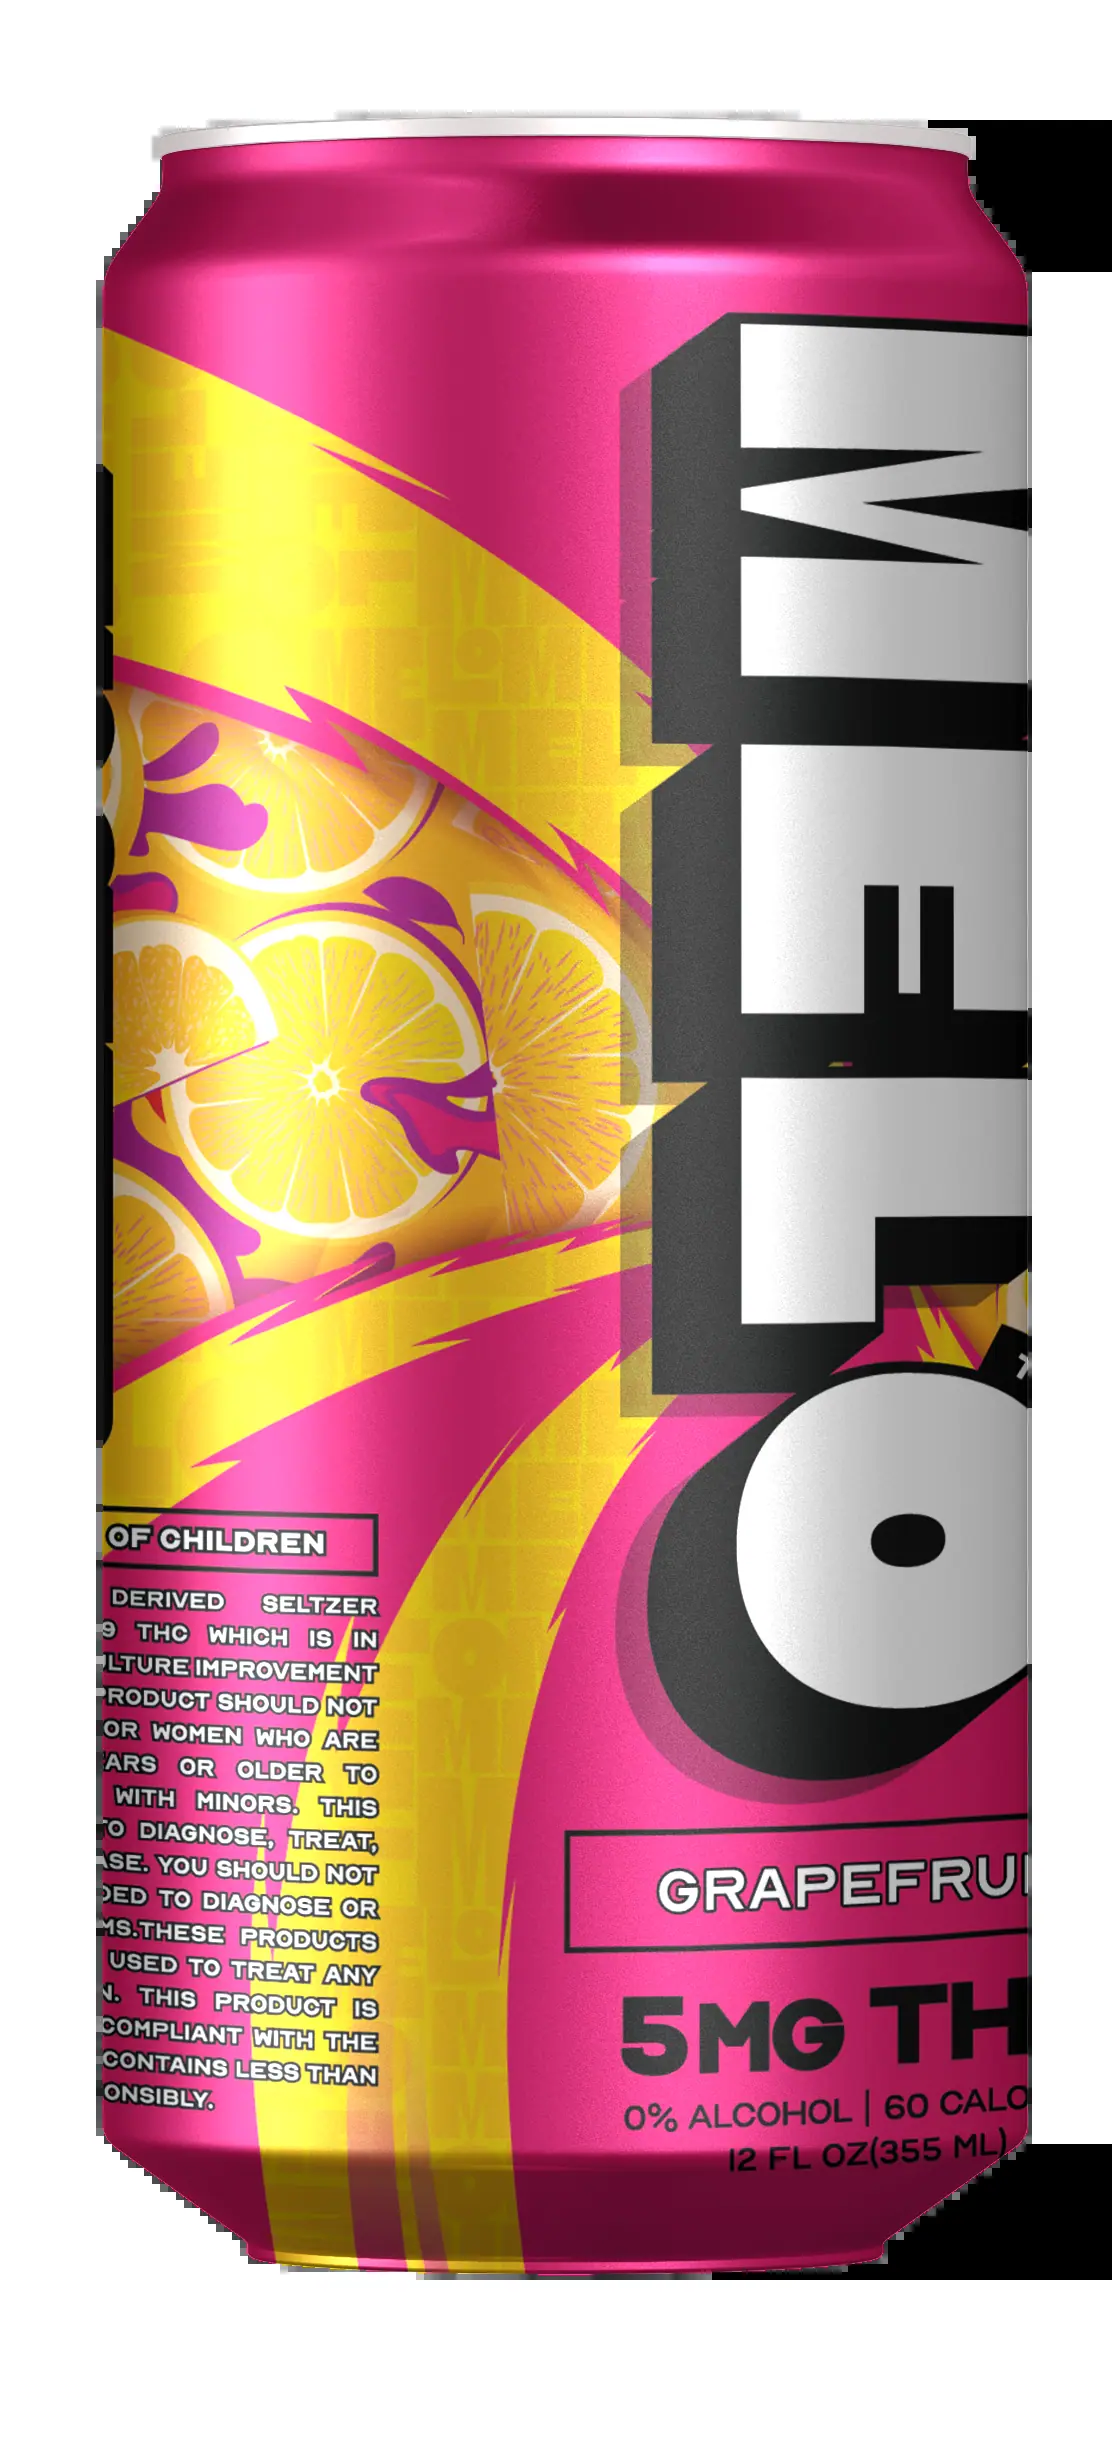 MELO
GRAPEFRUI
5MG TH
0% ALCOHOL | 60 CALO
12 FL OZ(355 ML)
OF CHILDREN
DERIVED SELTZER
9 THC WHICH IS IN
ULTURE IMPROVEMENT
PRODUCT SHOULD NOT
OR WOMEN WHO ARE
EARS OR OLDER TO
WITH MINORS. THIS
TO DIAGNOSE, TREAT,
ASE. YOU SHOULD NOT
DED TO DIAGNOSE OR
MS.THESE PRODUCTS
USED TO TREAT ANY
N. THIS PRODUCT IS
COMPLIANT WITH THE
CONTAINS LESS THAN
ONSIBLY.